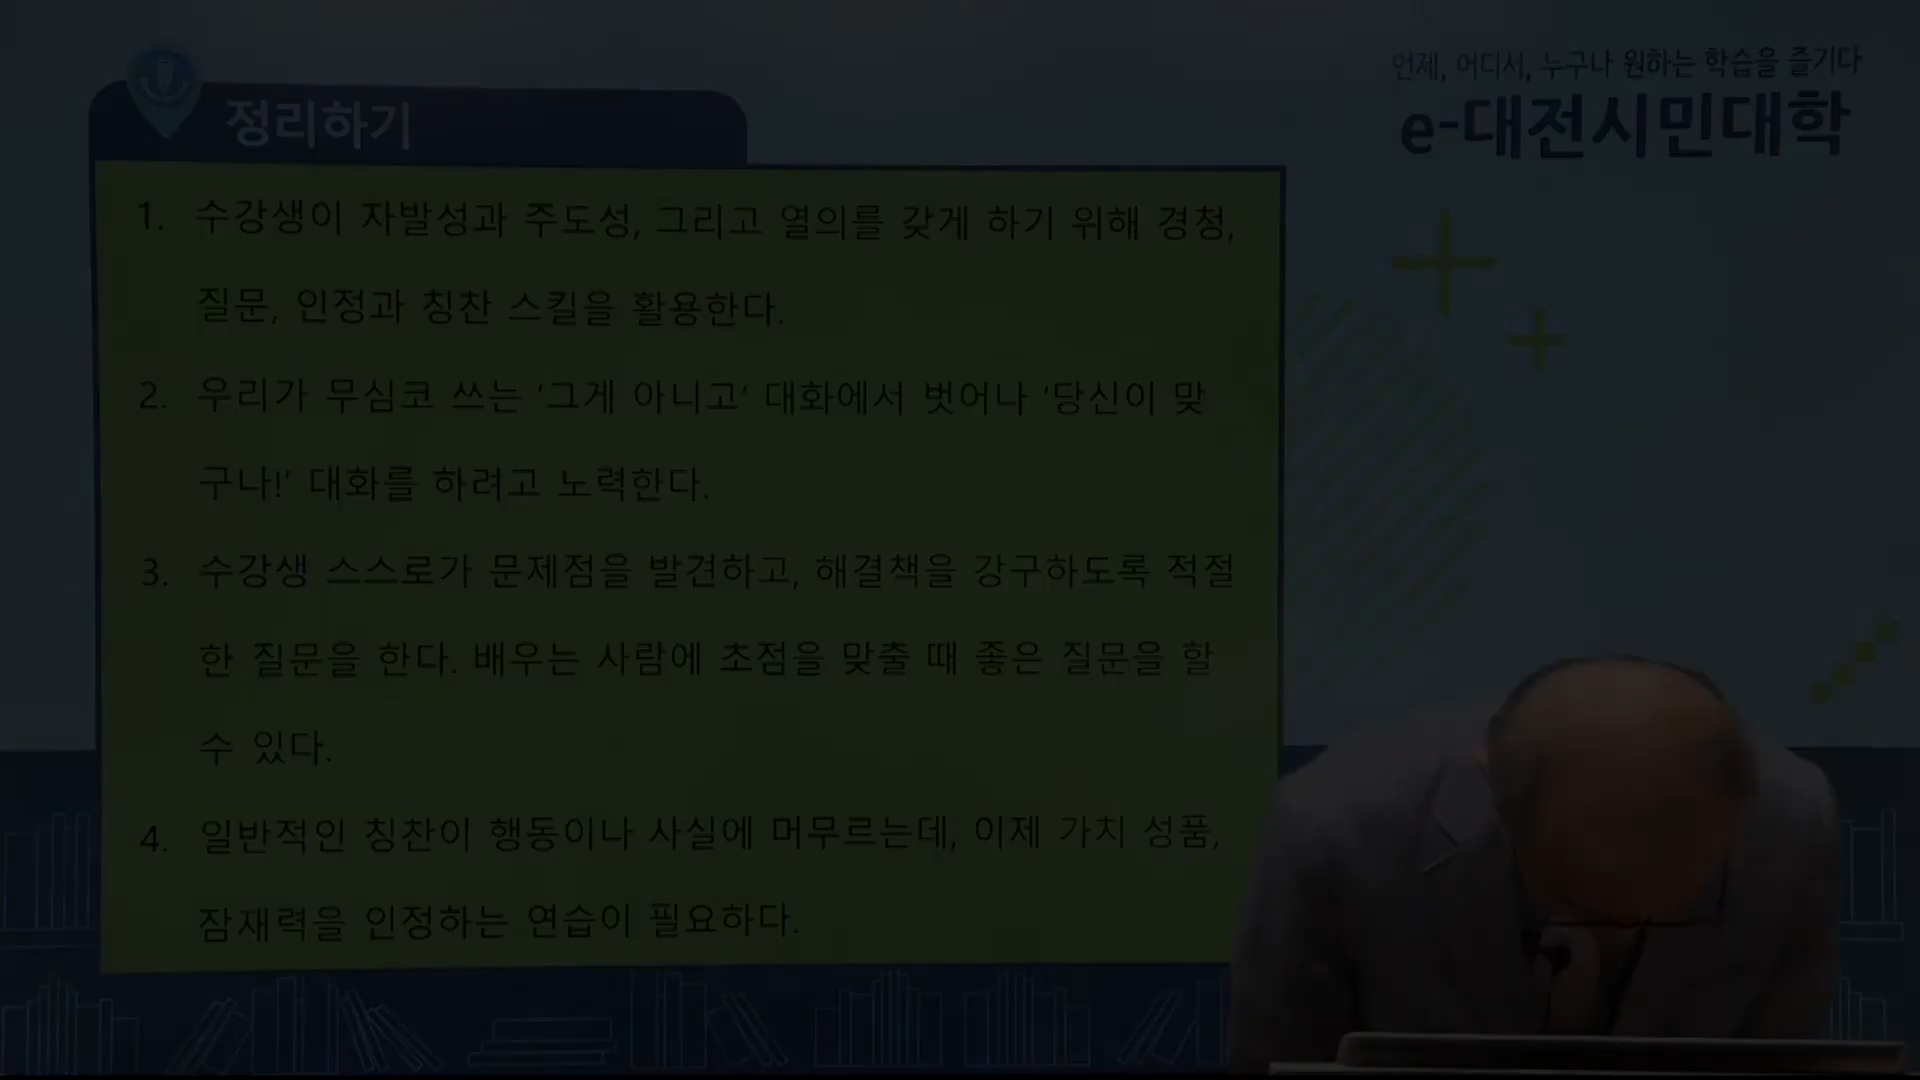 언제, 어디서, 누구나 원하는 학습을 즐기다
e-대전시민대학
정리하기
1. 수강생이 자발성과 주도성, 그리고 열의를 갖게 하기 위해 경청,
질문, 인정과 칭찬 스킬을 활용한다.
2. 우리가 무심코 쓰는 '그게 아니고' 대화에서 벗어나 '당신이 맞
구나!' 대화를 하려고 노력한다.
3. 수강생 스스로가 문제점을 발견하고, 해결책을 강구하도록 적절
한 질문을 한다. 배우는 사람에 초점을 맞출 때 좋은 질문을 할
수 있다.
4. 일반적인 칭찬이 행동이나 사실에 머무르는데, 이제 가치 성품,
잠재력을 인정하는 연습이 필요하다.